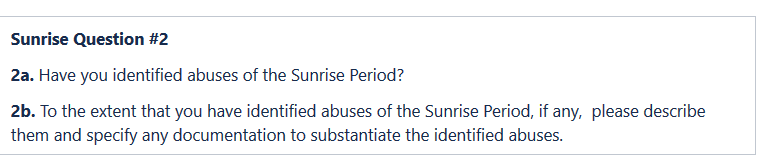 Sunrise Question #2
2a. Have you identified abuses of the Sunrise Period?
2b. To the extent that you have identified abuses of the Sunrise Period, if any,  please describe
them and specify any documentation to substantiate the identified abuses.